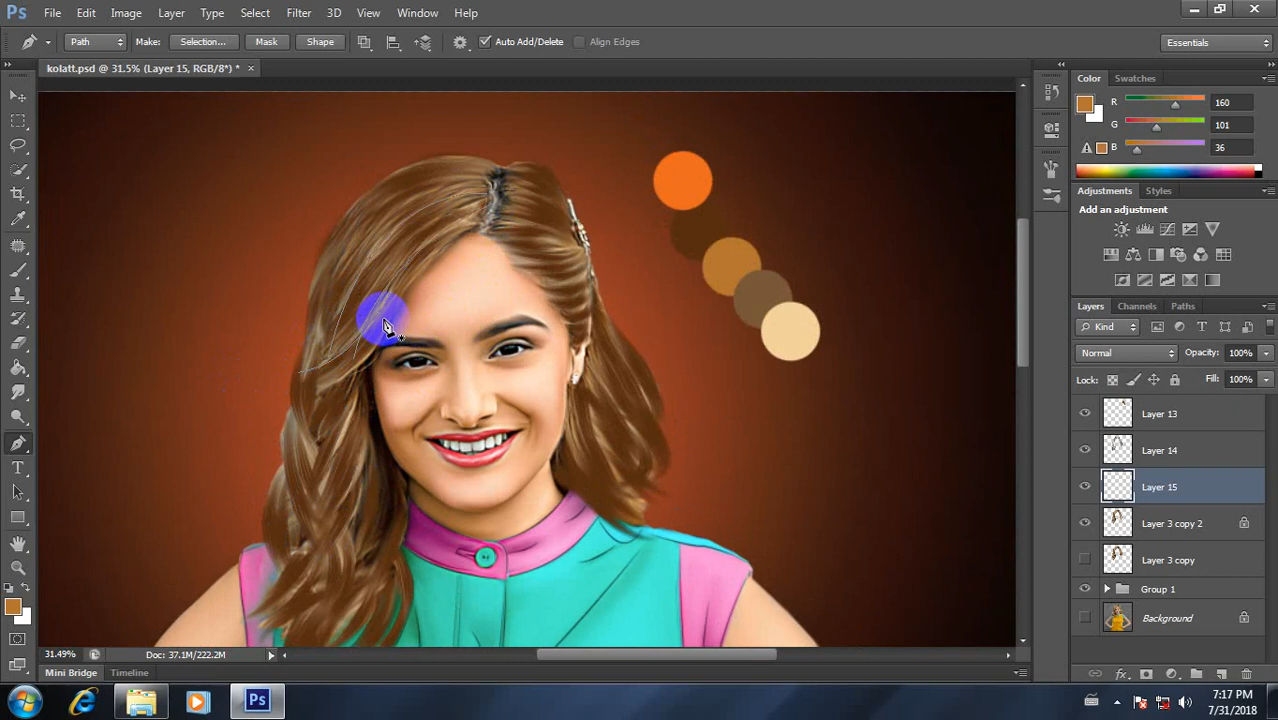 Ps File Edit Image Layer Type Select Filter 3D View Window Help
Path Make: Selection... Mask Shape Auto Add/Delete Align Edges Essentials
kolatt.psd @ 31.5% (Layer 15, RGB/8*) * ×
Color Swatches
R 160
G 101
B 36
Adjustments Styles
Add an adjustment
Layers Channels Paths
Kind
Normal Opacity: 100%
Lock: Fill: 100%
Layer 13
Layer 14
Layer 15
Layer 3 copy 2
Layer 3 copy
Group 1
Background
31.49% Doc: 37.1M/222.2M
Mini Bridge Timeline
Ps 7:17 PM
7/31/2018